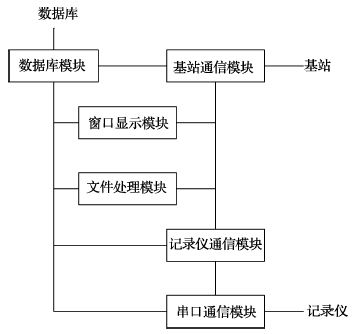 数据库
数据库模块
基站通信模块
基站
窗口显示模块
文件处理模块
记录仪通信模块
串口通信模块
记录仪